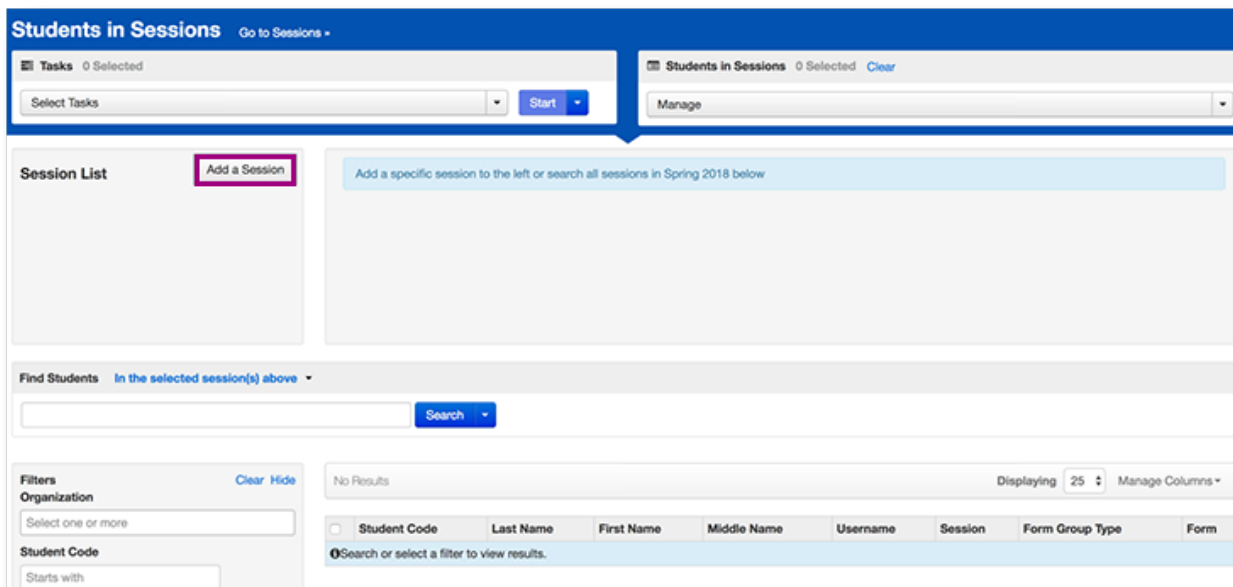 Students in Sessions Go to Sessions »
Tasks 0 Selected
Students in Sessions 0 Selected Clear
Select Tasks
Start
Manage
Session List
Add a Session
Add a specific session to the left or search all sessions in Spring 2018 below
Find Students In the selected session(s) above
Search
Filters
Clear Hide
Organization
Select one or more
Student Code
Starts with
No Results
Displaying 25 Manage Columns
Student Code Last Name First Name Middle Name Username Session Form Group Type Form
Search or select a filter to view results.